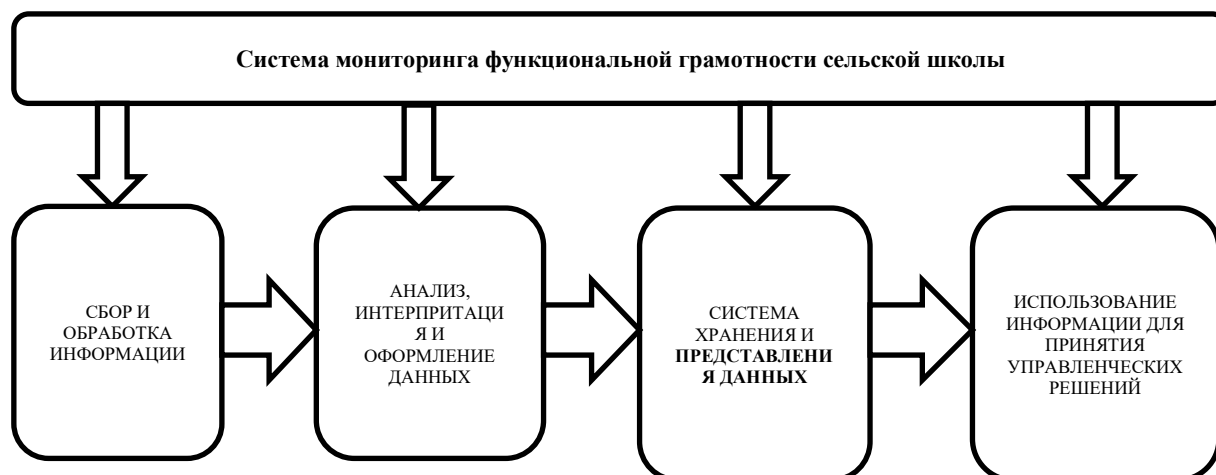 Система мониторинга функциональной грамотности сельской школы
СБОР И
ОБРАБОТКА
ИНФОРМАЦИИ
АНАЛИЗ,
ИНТЕРПРИТАЦИ
Я И
ОФОРМЛЕНИЕ
ДАННЫХ
СИСТЕМА
ХРАНЕНИЯ И
ПРЕДСТАВЛЕНИ
Я ДАННЫХ
ИСПОЛЬЗОВАНИЕ
ИНФОРМАЦИИ ДЛЯ
ПРИНЯТИЯ
УПРАВЛЕНЧЕСКИХ
РЕШЕНИЙ